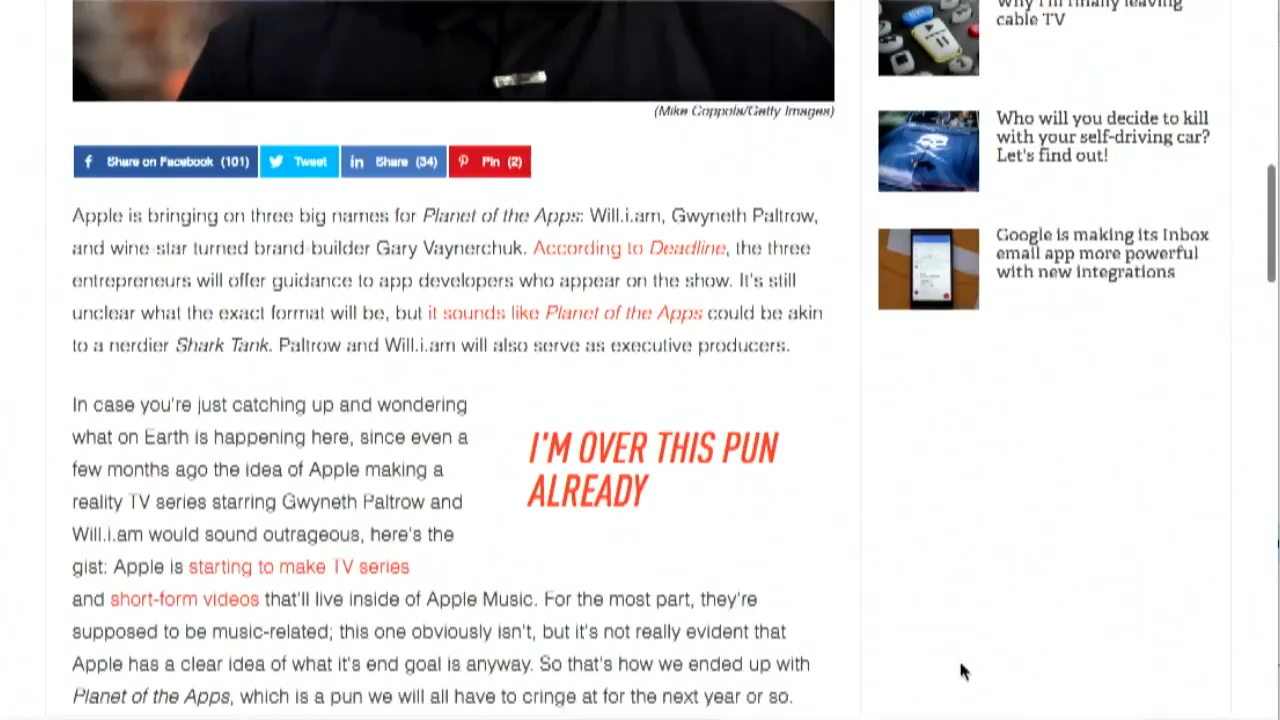 Why I'm finally leaving
cable TV
(Mike Coppola/Getty Images)
Share on Facebook (101)
Tweet
Share (34)
Pin (2)
Who will you decide to kill
with your self-driving car?
Let's find out!
Google is making its Inbox
email app more powerful
with new integrations
Apple is bringing on three big names for Planet of the Apps: Will.i.am, Gwyneth Paltrow,
and wine-star turned brand-builder Gary Vaynerchuk. According to Deadline, the three
entrepreneurs will offer guidance to app developers who appear on the show. It's still
unclear what the exact format will be, but it sounds like Planet of the Apps could be akin
to a nerdier Shark Tank. Paltrow and Will.i.am will also serve as executive producers.
In case you're just catching up and wondering
what on Earth is happening here, since even a
few months ago the idea of Apple making a
reality TV series starring Gwyneth Paltrow and
Will.i.am would sound outrageous, here's the
gist: Apple is starting to make TV series
and short-form videos that'll live inside of Apple Music. For the most part, they're
supposed to be music-related; this one obviously isn't, but it's not really evident that
Apple has a clear idea of what it's end goal is anyway. So that's how we ended up with
Planet of the Apps, which is a pun we will all have to cringe at for the next year or so.
I'M OVER THIS PUN
ALREADY